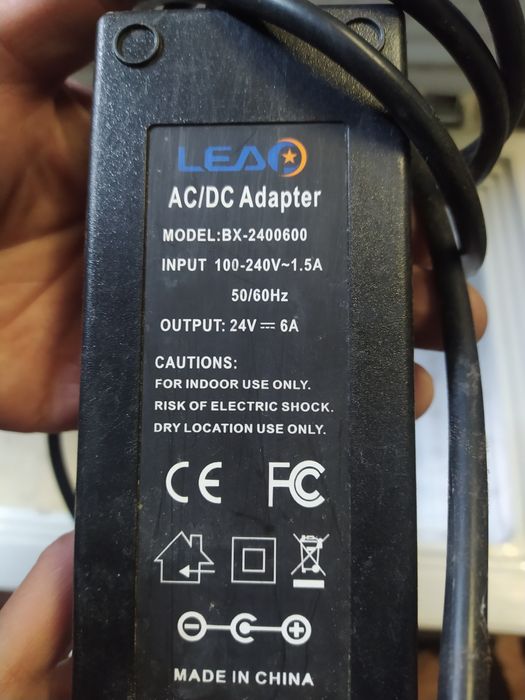 LEAO
AC/DC Adapter
MODEL:BX-2400600
INPUT 100-240V~1.5A
50/60Hz
OUTPUT: 24V⎓6A
CAUTIONS:
FOR INDOOR USE ONLY.
RISK OF ELECTRIC SHOCK.
DRY LOCATION USE ONLY.
CE FC
MADE IN CHINA